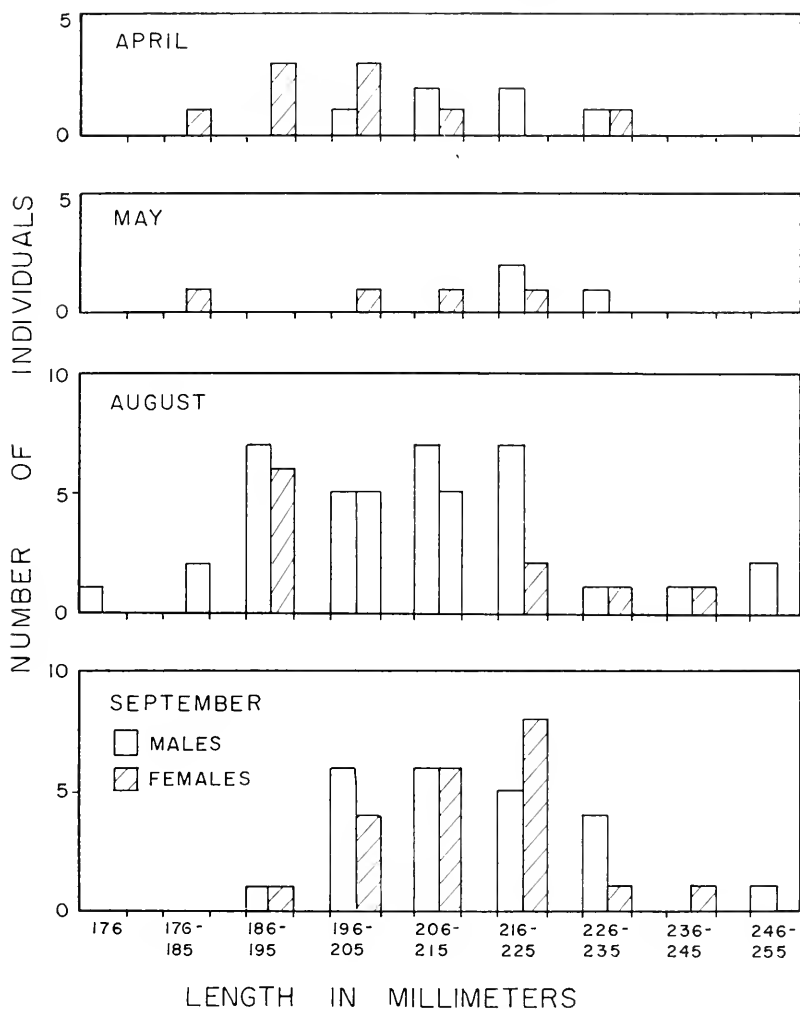 5
APRIL
0
5
MAY
0
10
AUGUST
5
0
10
SEPTEMBER
MALES
FEMALES
5
0
176 176- 186- 196- 206- 216- 226- 236- 246-
185 195 205 215 225 235 245 255
LENGTH IN MILLIMETERS
NUMBER OF INDIVIDUALS